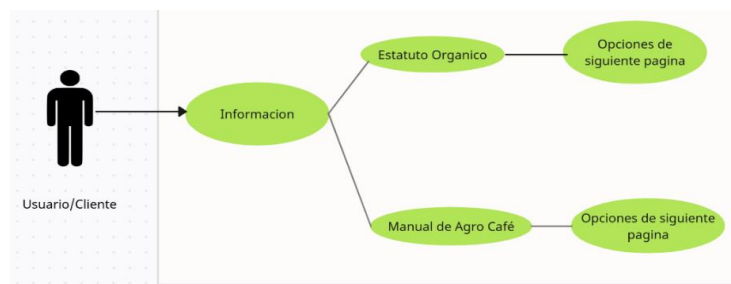 Usuario/Cliente
Informacion
Estatuto Organico
Opciones de
siguiente pagina
Manual de Agro Café
Opciones de siguiente
pagina